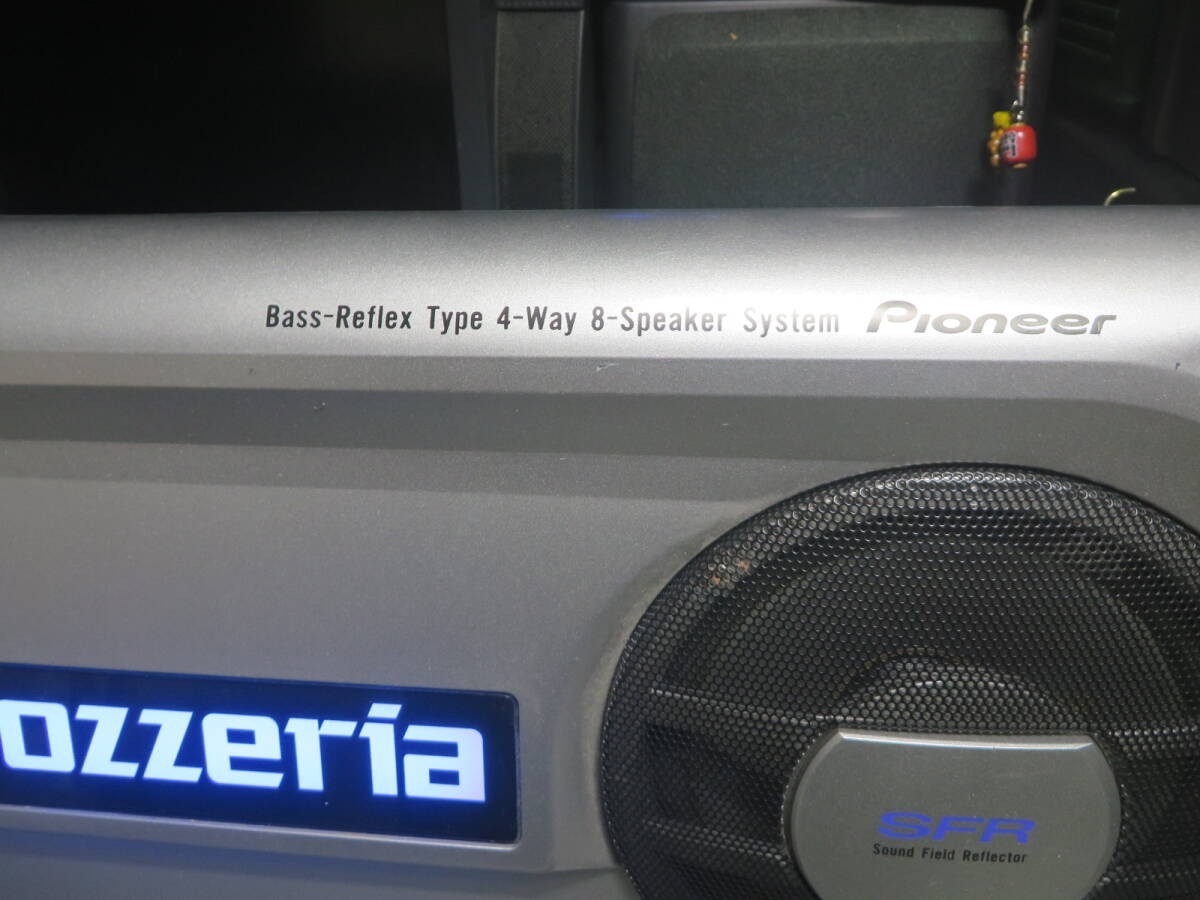 Bass-Reflex Type 4-Way 8-Speaker System Pioneer
ozzeria
SFR
Sound Field Reflector